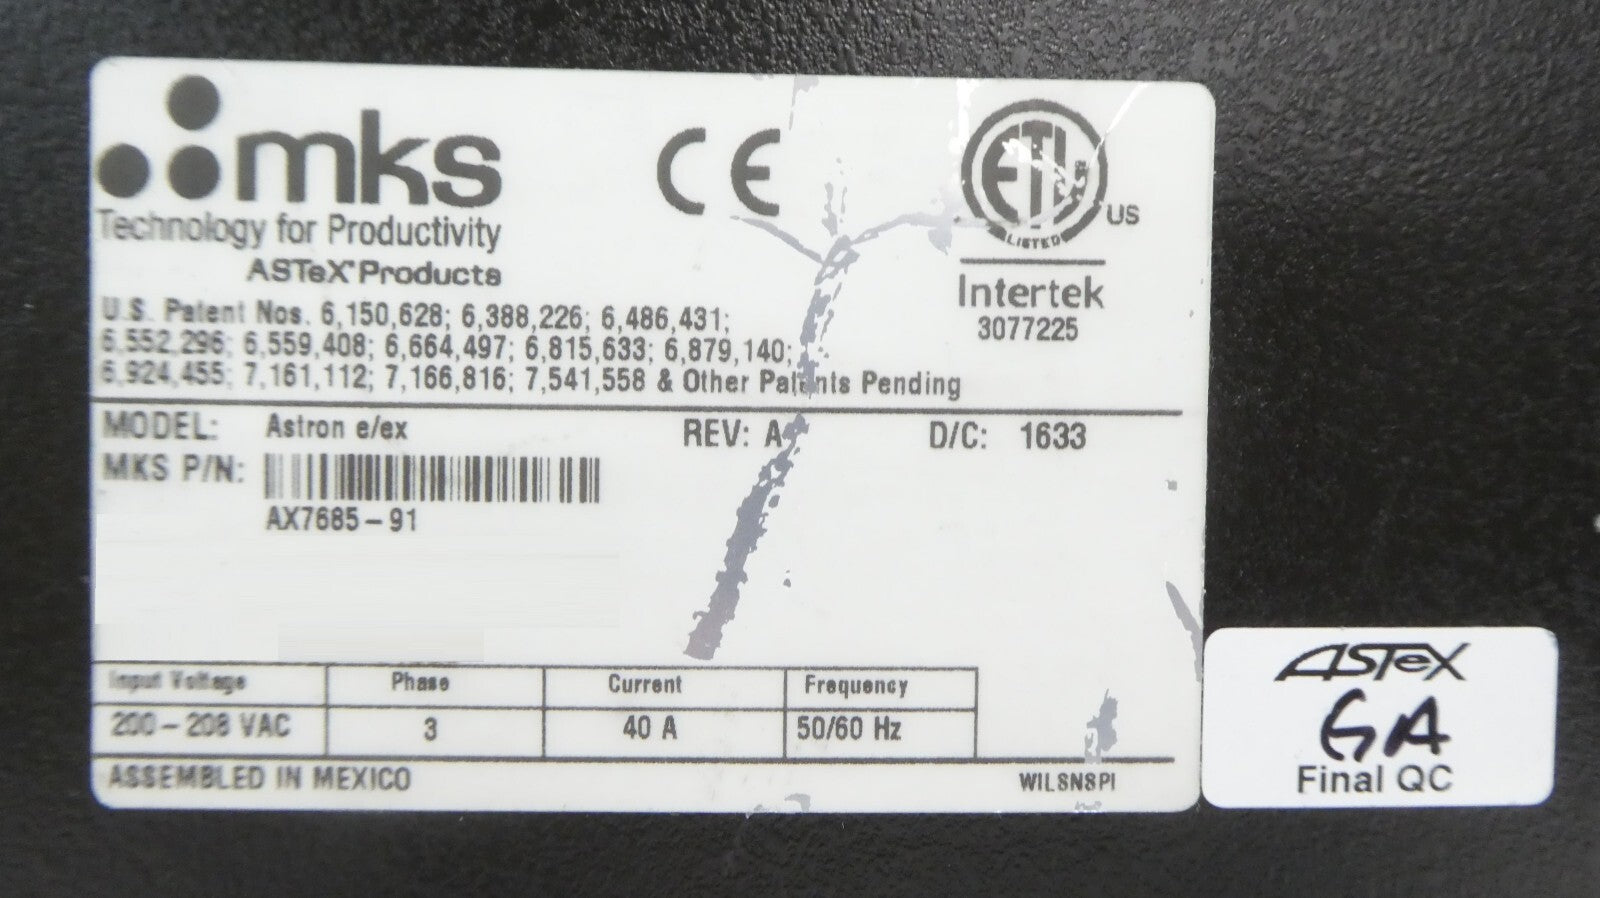 mks
Technology for Productivity
ASTeX® Products
CE
ETL
LISTED
US
Intertek
3077225
U.S. Patent Nos. 6,150,628; 6,388,226; 6,486,431;
6,552,296; 6,559,408; 6,664,497; 6,815,633; 6,879,140;
6,924,455; 7,161,112; 7,166,816; 7,541,558 & Other Patents Pending
MODEL: Astron e/ex REV: A D/C: 1633
MKS P/N:
AX7685-91
Input Voltage Phase Current Frequency
200-208 VAC 3 40 A 50/60 Hz
ASSEMBLED IN MEXICO WILSNSPI
ASTeX
GA
Final QC